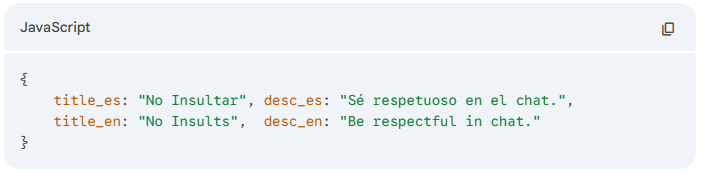 JavaScript
{
    title_es: "No Insultar", desc_es: "Sé respetuoso en el chat.",
    title_en: "No Insults",  desc_en: "Be respectful in chat."
}